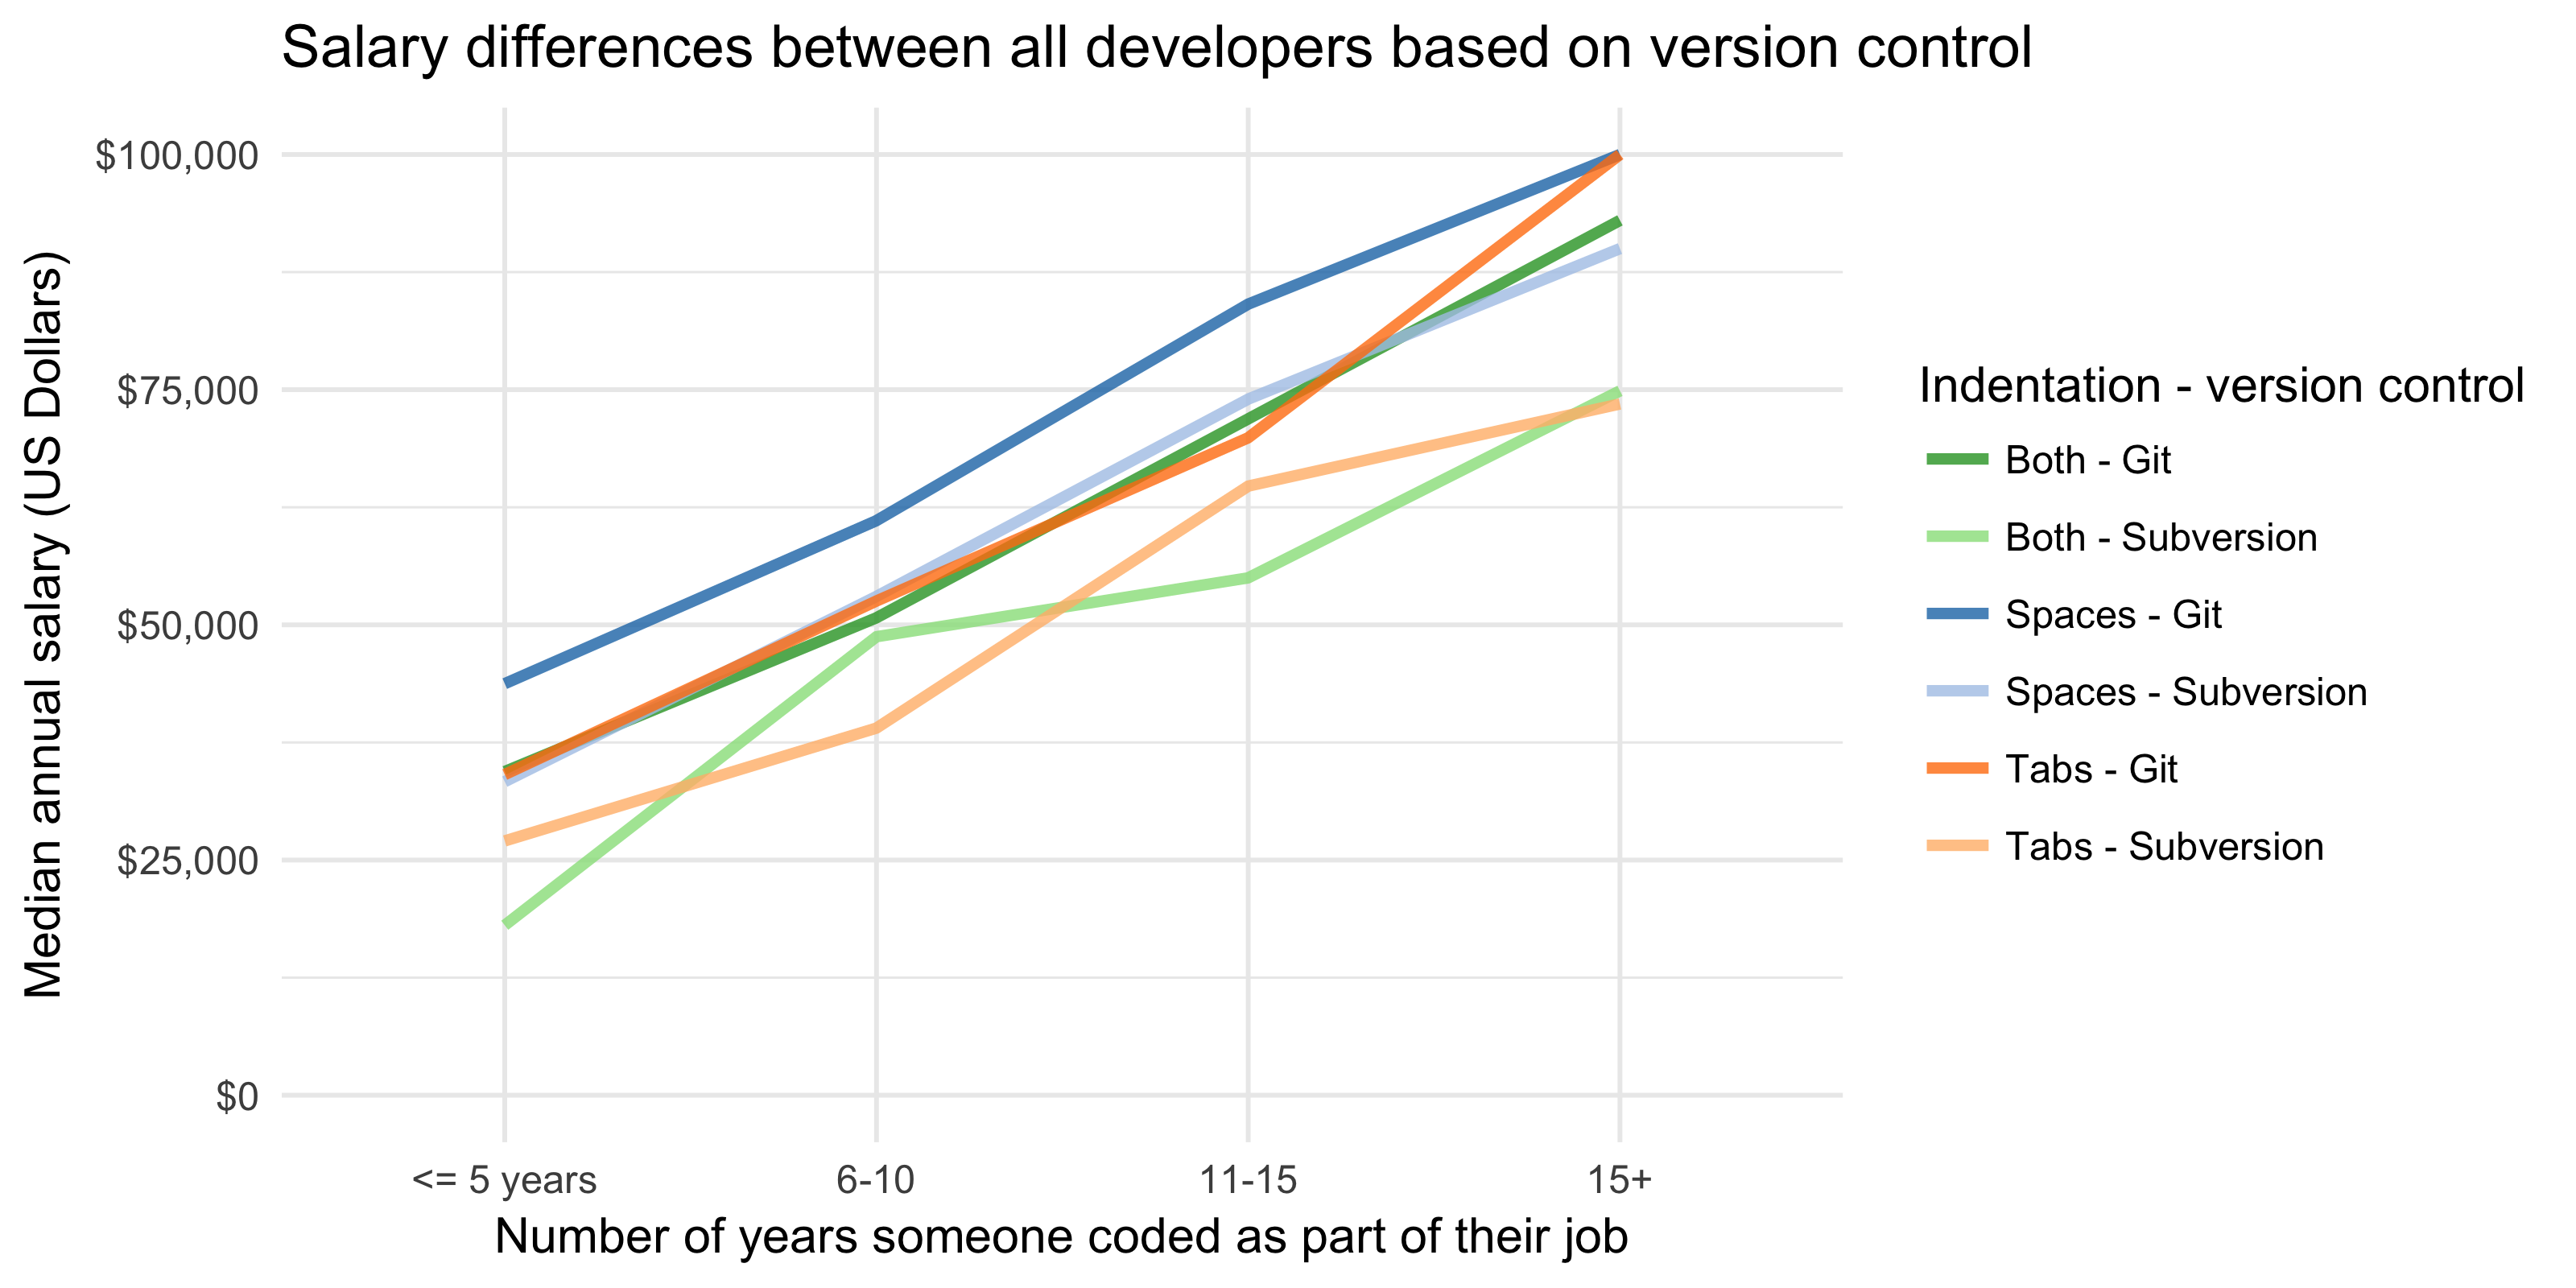 Salary differences between all developers based on version control
Median annual salary (US Dollars)
$100,000
$75,000
$50,000
$25,000
$0
<= 5 years
6-10
11-15
15+
Number of years someone coded as part of their job
Indentation - version control
Both - Git
Both - Subversion
Spaces - Git
Spaces - Subversion
Tabs - Git
Tabs - Subversion